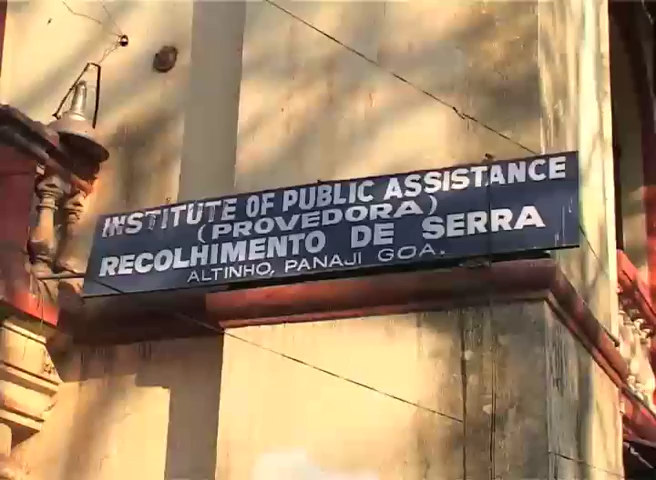 INSTITUTE OF PUBLIC ASSISTANCE
(PROVEDORA)
RECOLHIMENTO DE SERRA
ALTINHO, PANAJI GOA.